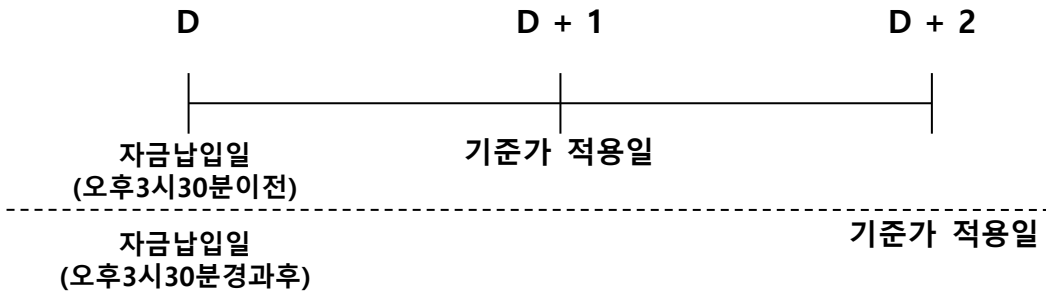 D D + 1 D + 2
자금납입일 기준가 적용일
(오후3시30분이전)
자금납입일 기준가 적용일
(오후3시30분경과후)